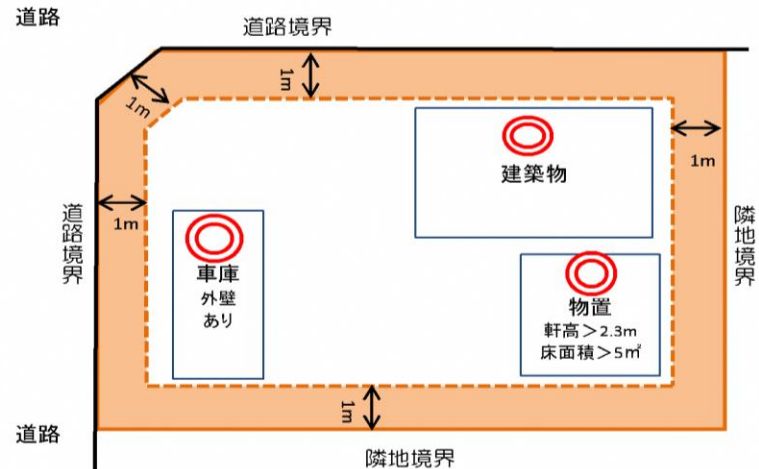 道路
道路境界
1m
1m
建築物
1m
道路境界
1m
隣地境界
車庫
外壁
あり
物置
軒高＞2.3m
床面積＞5㎡
1m
道路
隣地境界